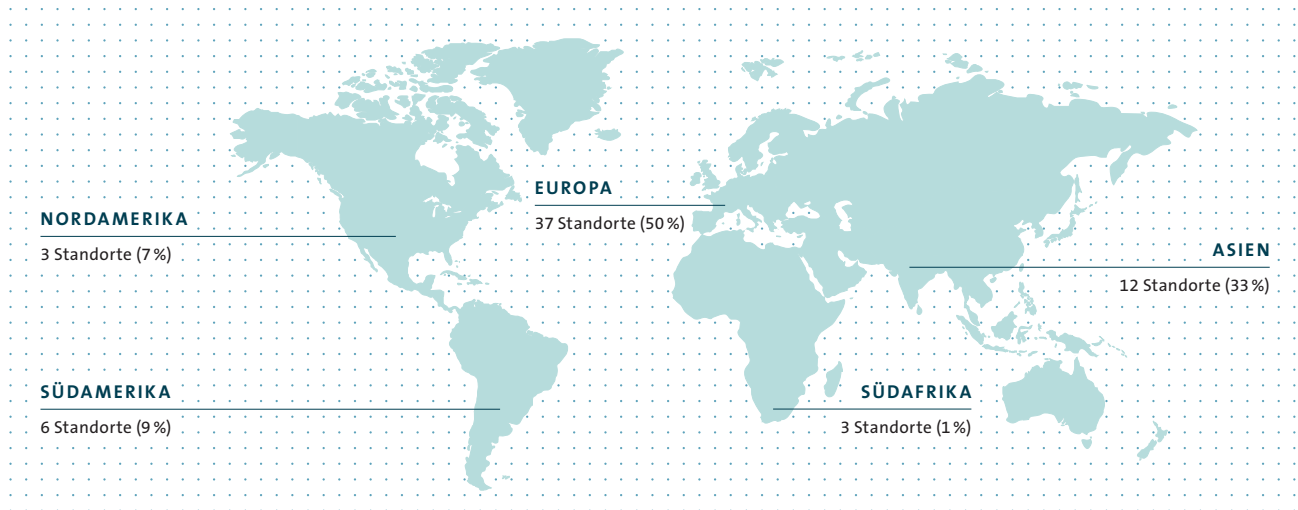 EUROPA
37 Standorte (50 %)
NORDAMERIKA
3 Standorte (7 %)
ASIEN
12 Standorte (33 %)
SÜDAMERIKA
6 Standorte (9 %)
SÜDAFRIKA
3 Standorte (1 %)